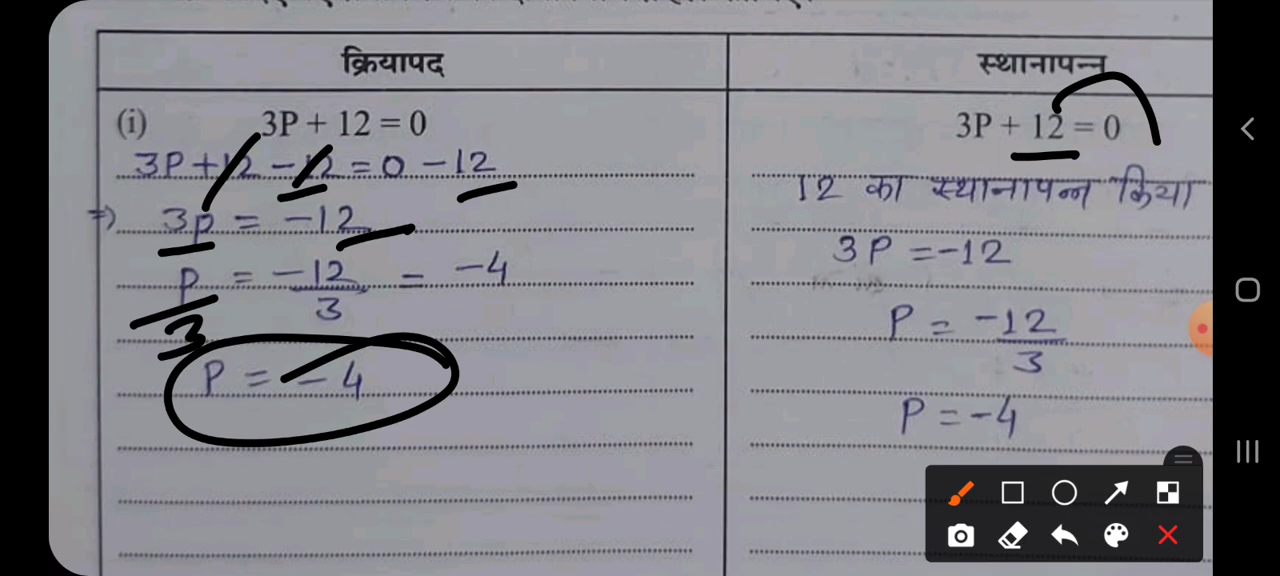 क्रियापद
स्थानापन्न
(i) 3P + 12 = 0
3P+12 -12 = 0 -12
=> 3p = -12
p = -12/3 = -4
3
P = -4
3P + 12 = 0
12 का स्थानापन्न किया
3P = -12
P = -12/3
P = -4